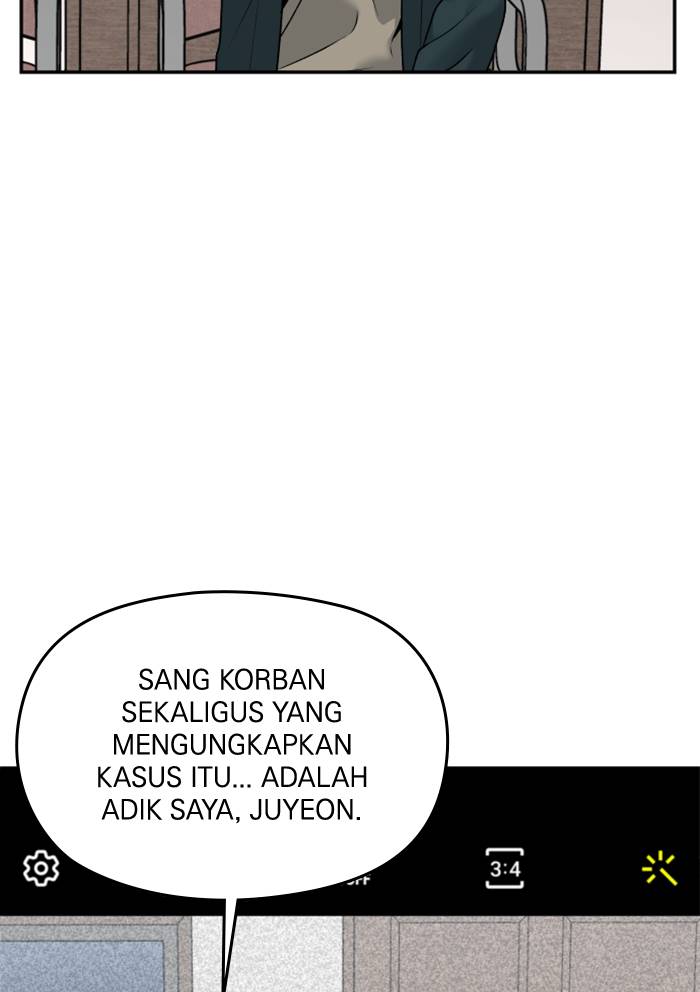 SANG KORBAN
SEKALIGUS YANG
MENGUNGKAPKAN
KASUS ITU... ADALAH
ADIK SAYA, JUYEON.
3:4